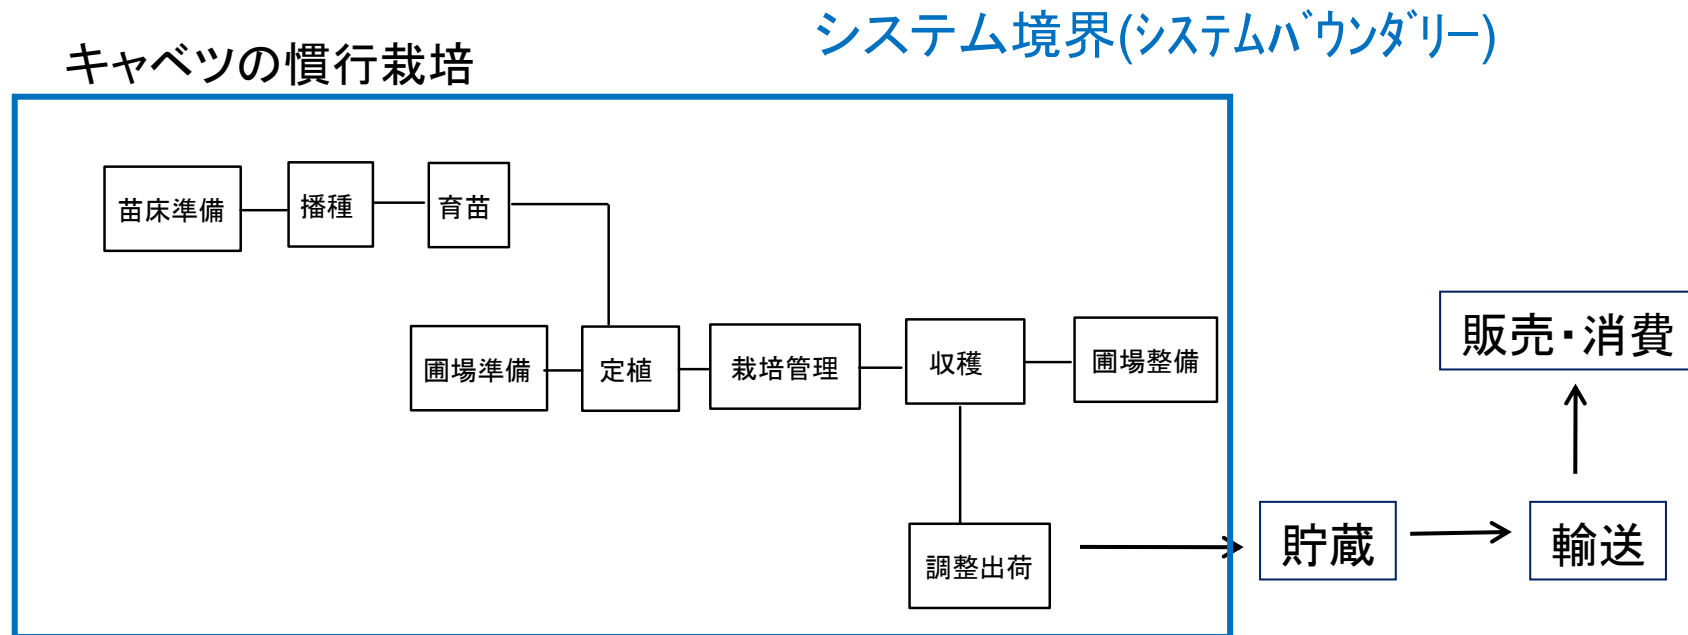 システム境界(ｼｽﾃﾑﾊﾞｳﾝﾀﾞﾘｰ)
キャベツの慣行栽培
苗床準備
播種
育苗
圃場準備
定植
栽培管理
収穫
圃場整備
調整出荷
貯蔵
輸送
販売・消費